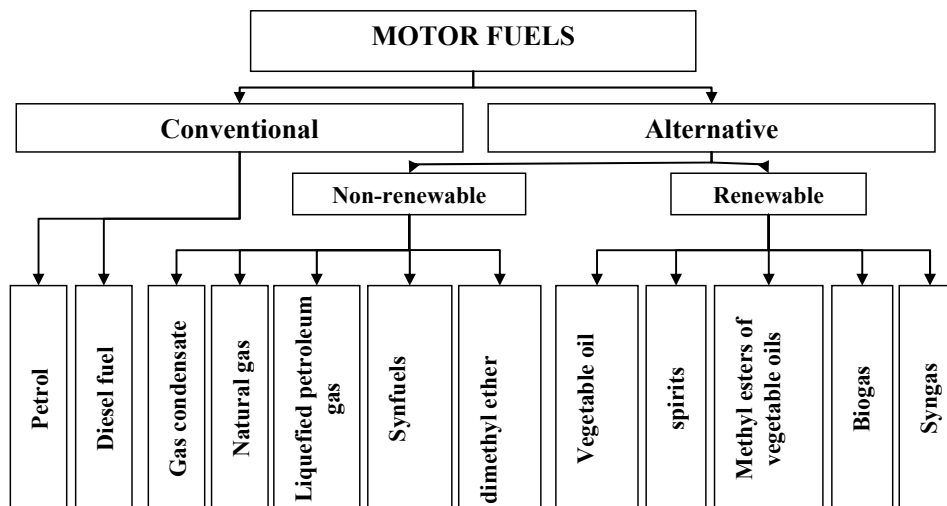 MOTOR FUELS
Conventional
Alternative
Non-renewable
Renewable
Petrol
Diesel fuel
Gas condensate
Natural gas
Liquefied petroleum
gas
Synfuels
dimethyl ether
Vegetable oil
spirits
Methyl esters of
vegetable oils
Biogas
Syngas